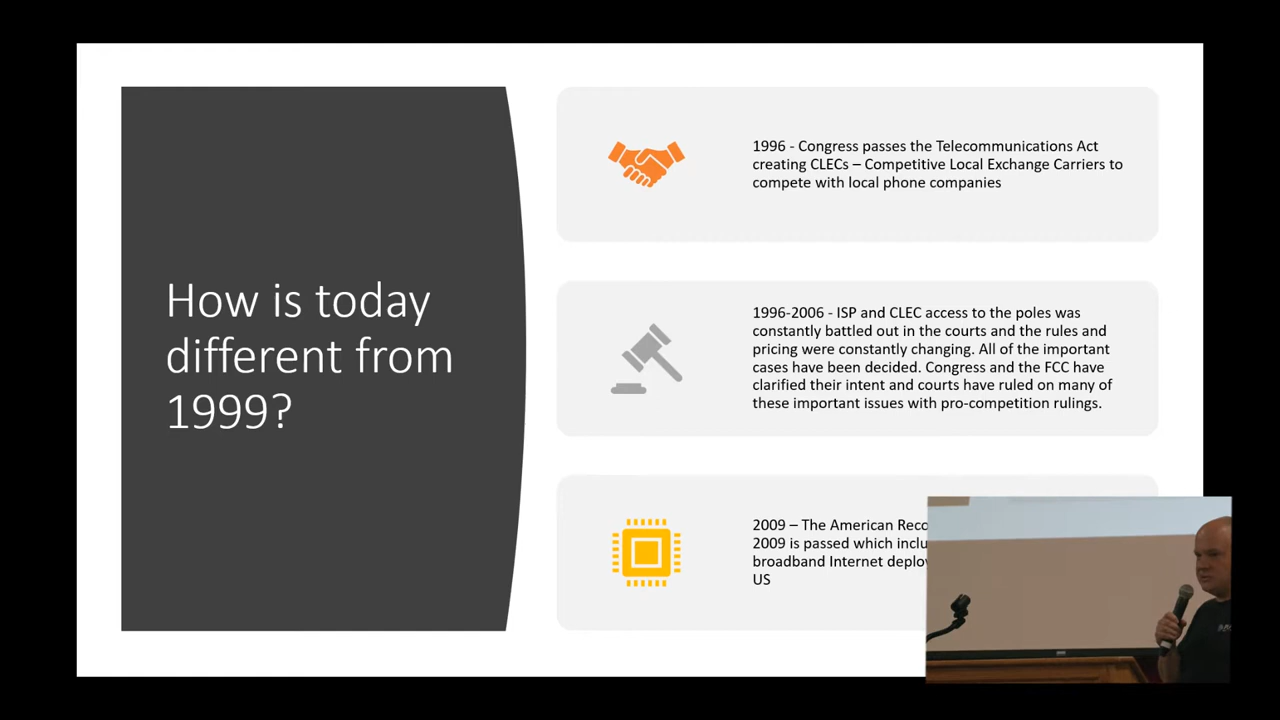 How is today
different from
1999?
1996 - Congress passes the Telecommunications Act
creating CLECs – Competitive Local Exchange Carriers to
compete with local phone companies
1996-2006 - ISP and CLEC access to the poles was
constantly battled out in the courts and the rules and
pricing were constantly changing. All of the important
cases have been decided. Congress and the FCC have
clarified their intent and courts have ruled on many of
these important issues with pro-competition rulings.
2009 – The American
2009 is passed which
broadband Internet
US